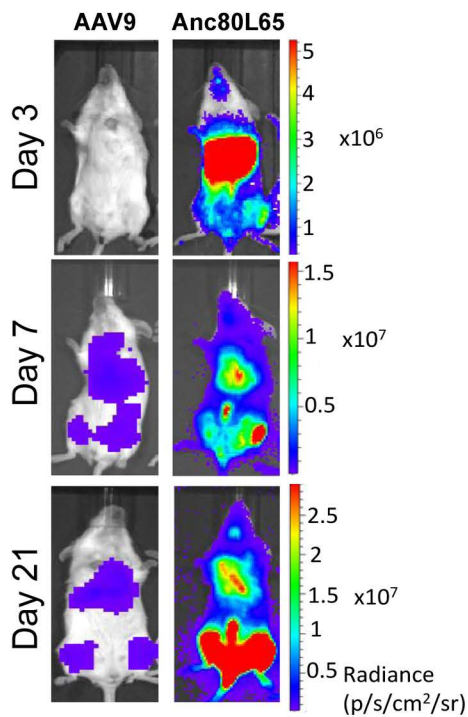 AAV9 Anc80L65
Day 3
5
4
3
2
1
x10⁶
Day 7
1.5
1
0.5
x10⁷
Day 21
2.5
2
1.5
1
0.5
x10⁷
Radiance
(p/s/cm²/sr)